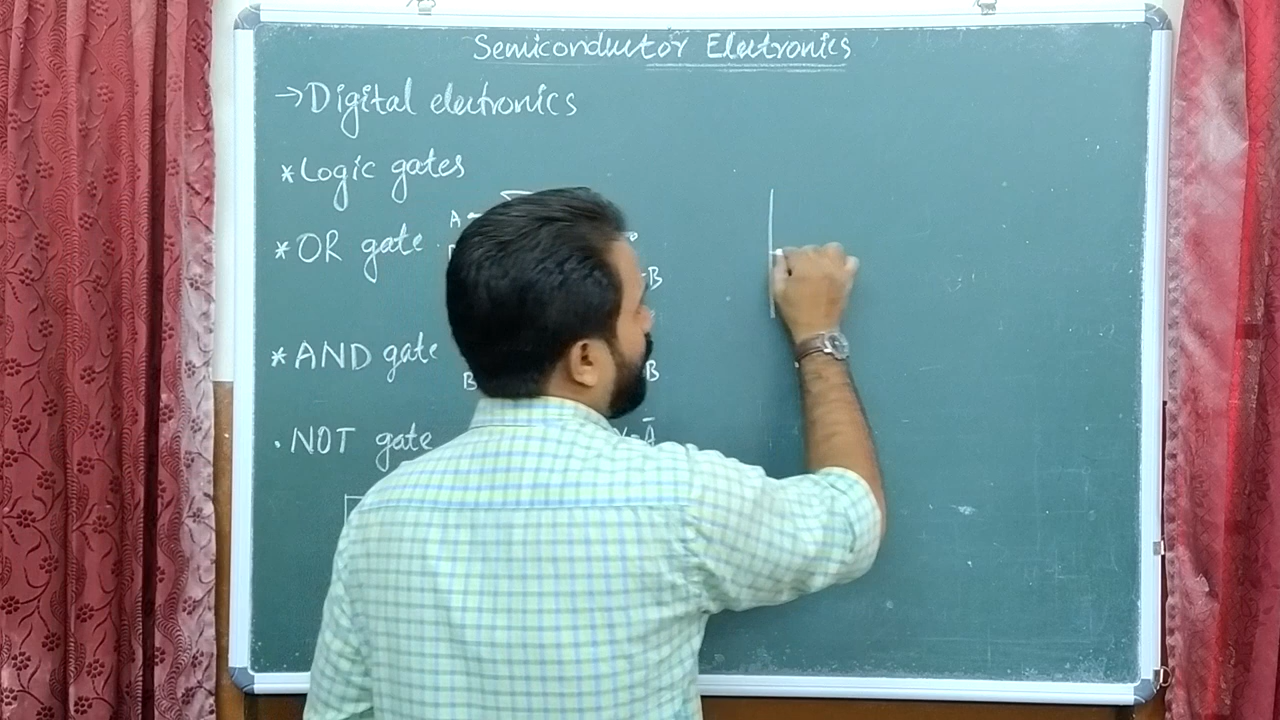 Semiconductor Electronics
→Digital electronics
*Logic gates
A
*OR gate
B
*AND gate
B B
. NOT gate Y=Ā